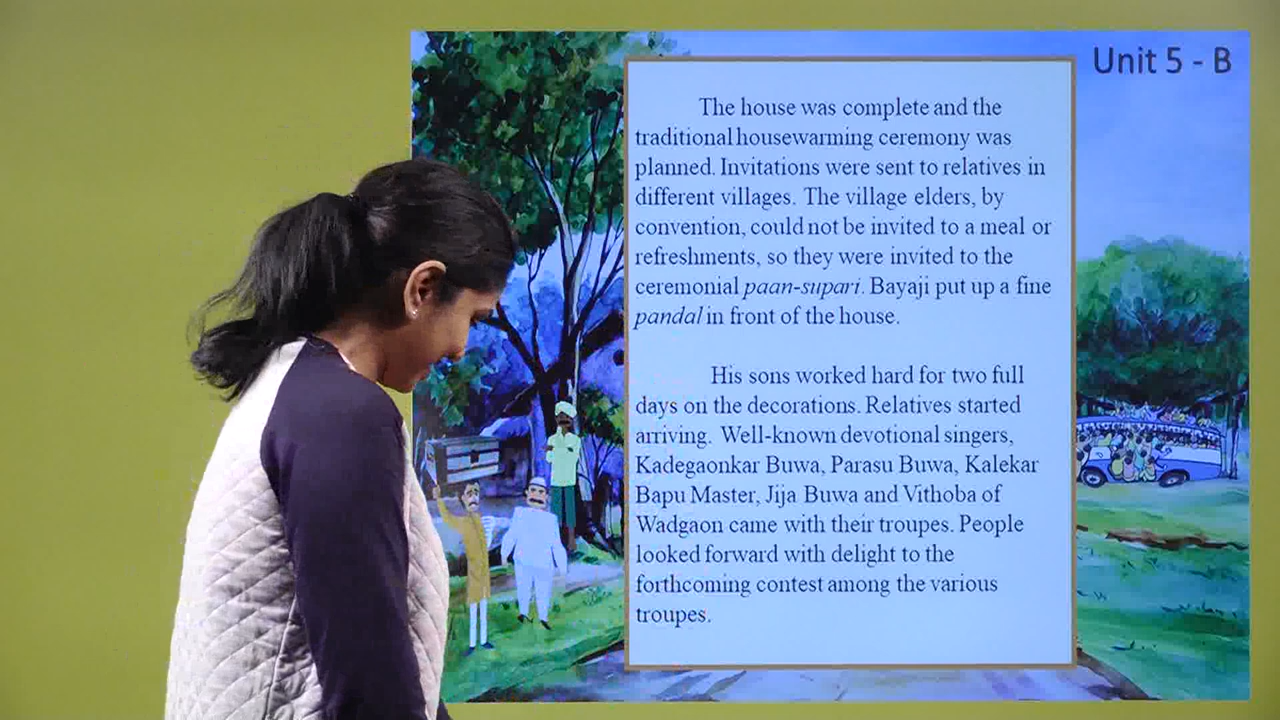 Unit 5 - B
The house was complete and the
traditional housewarming ceremony was
planned. Invitations were sent to relatives in
different villages. The village elders, by
convention, could not be invited to a meal or
refreshments, so they were invited to the
ceremonial paan-supari. Bayaji put up a fine
pandal in front of the house.
His sons worked hard for two full
days on the decorations. Relatives started
arriving. Well-known devotional singers,
Kadegaonkar Buwa, Parasu Buwa, Kalekar
Bapu Master, Jija Buwa and Vithoba of
Wadgaon came with their troupes. People
looked forward with delight to the
forthcoming contest among the various
troupes.